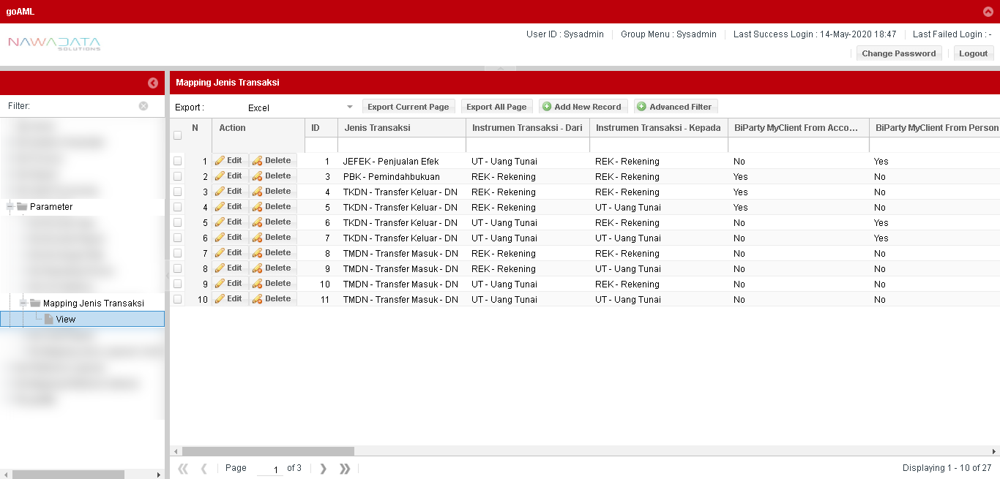 goAML
NAWADATA
SOLUTIONS
User ID : Sysadmin
Group Menu : Sysadmin
Last Success Login : 14-May-2020 18:47
Last Failed Login : -
Change Password
Logout
Filter:
Parameter
Mapping Jenis Transaksi
View
Mapping Jenis Transaksi
Export : Excel Export Current Page Export All Page Add New Record Advanced Filter
N Action ID Jenis Transaksi Instrumen Transaksi - Dari Instrumen Transaksi - Kepada BiParty MyClient From Acco... BiParty MyClient From Person
1 Edit Delete 1 JEFEK - Penjualan Efek UT - Uang Tunai REK - Rekening No Yes
2 Edit Delete 3 PBK - Pemindahbukuan REK - Rekening REK - Rekening Yes No
3 Edit Delete 4 TKDN - Transfer Keluar - DN REK - Rekening REK - Rekening Yes No
4 Edit Delete 5 TKDN - Transfer Keluar - DN REK - Rekening UT - Uang Tunai Yes No
5 Edit Delete 6 TKDN - Transfer Keluar - DN UT - Uang Tunai REK - Rekening No Yes
6 Edit Delete 7 TKDN - Transfer Keluar - DN UT - Uang Tunai UT - Uang Tunai No Yes
7 Edit Delete 8 TMDN - Transfer Masuk - DN REK - Rekening REK - Rekening No No
8 Edit Delete 9 TMDN - Transfer Masuk - DN REK - Rekening UT - Uang Tunai No No
9 Edit Delete 10 TMDN - Transfer Masuk - DN UT - Uang Tunai REK - Rekening No No
10 Edit Delete 11 TMDN - Transfer Masuk - DN UT - Uang Tunai UT - Uang Tunai No No
Page 1 of 3
Displaying 1 - 10 of 27